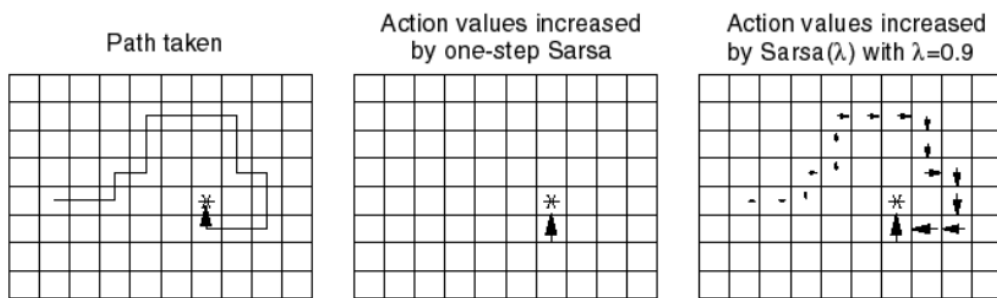 Path taken
Action values increased
by one-step Sarsa
Action values increased
by Sarsa(λ) with λ=0.9